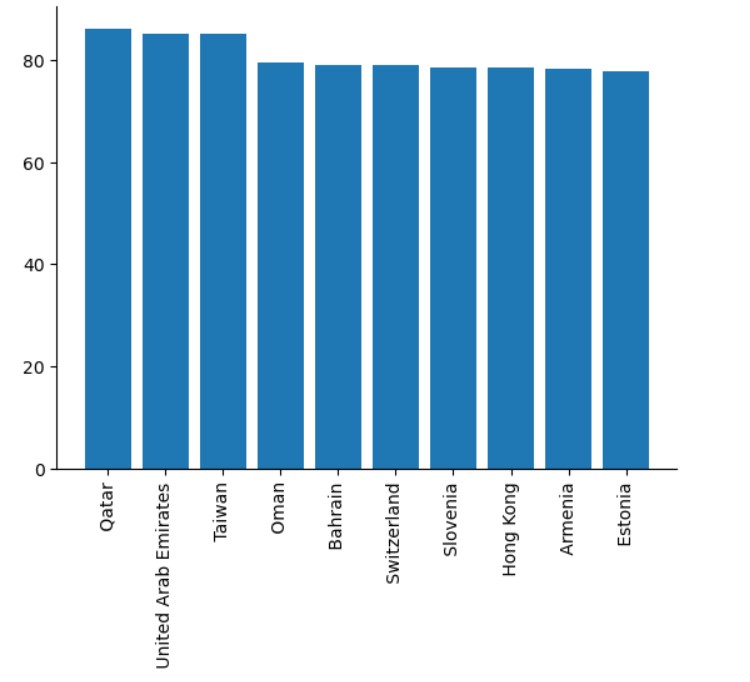 80
60
40
20
0
Qatar
United Arab Emirates
Taiwan
Oman
Bahrain
Switzerland
Slovenia
Hong Kong
Armenia
Estonia